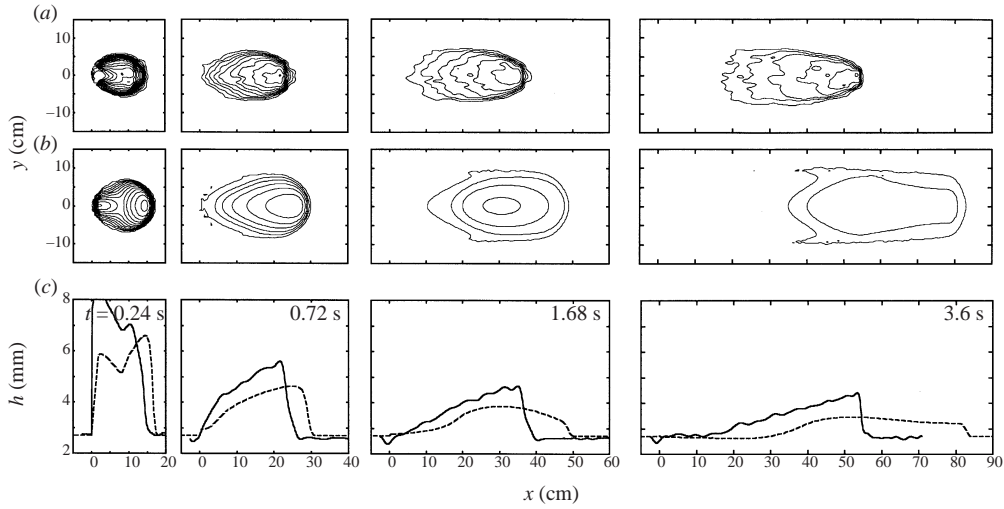 (a)
10
0
−10
(b)
10
0
−10
y (cm)
(c)
8
6
4
2
h (mm)
t = 0.24 s
0.72 s
1.68 s
3.6 s
0 10 20
0 10 20 30 40
0 10 20 30 40 50 60
0 10 20 30 40 50 60 70 80 90
x (cm)